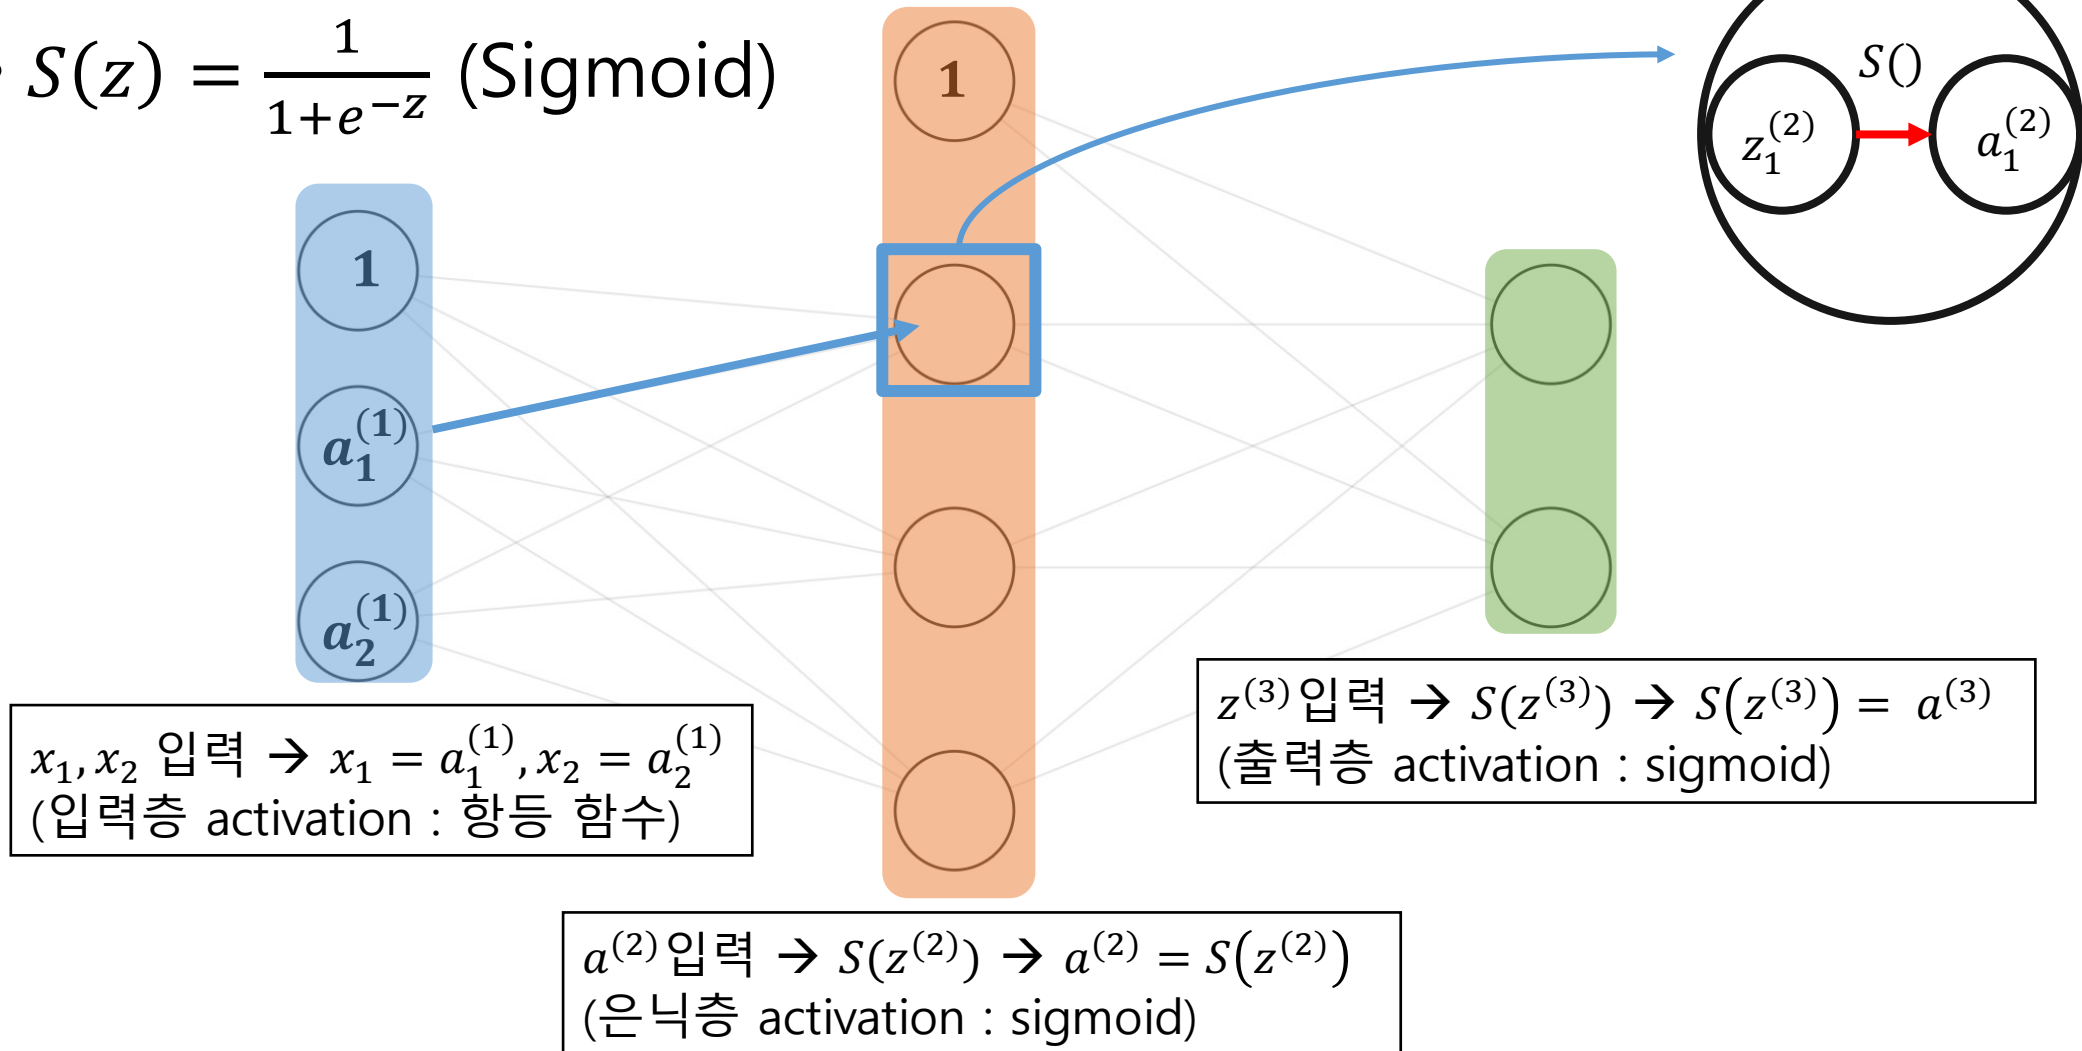 • S(z) = \frac{1}{1+e^{-z}} (Sigmoid)
1
S()
z_1^{(2)} a_1^{(2)}
1
a_1^{(1)}
a_2^{(1)}
x_1, x_2 입력 → x_1 = a_1^{(1)}, x_2 = a_2^{(1)}
(입력층 activation : 항등 함수)
z^{(3)}입력 → S(z^{(3)}) → S(z^{(3)}) = a^{(3)}
(출력층 activation : sigmoid)
a^{(2)}입력 → S(z^{(2)}) → a^{(2)} = S(z^{(2)})
(은닉층 activation : sigmoid)